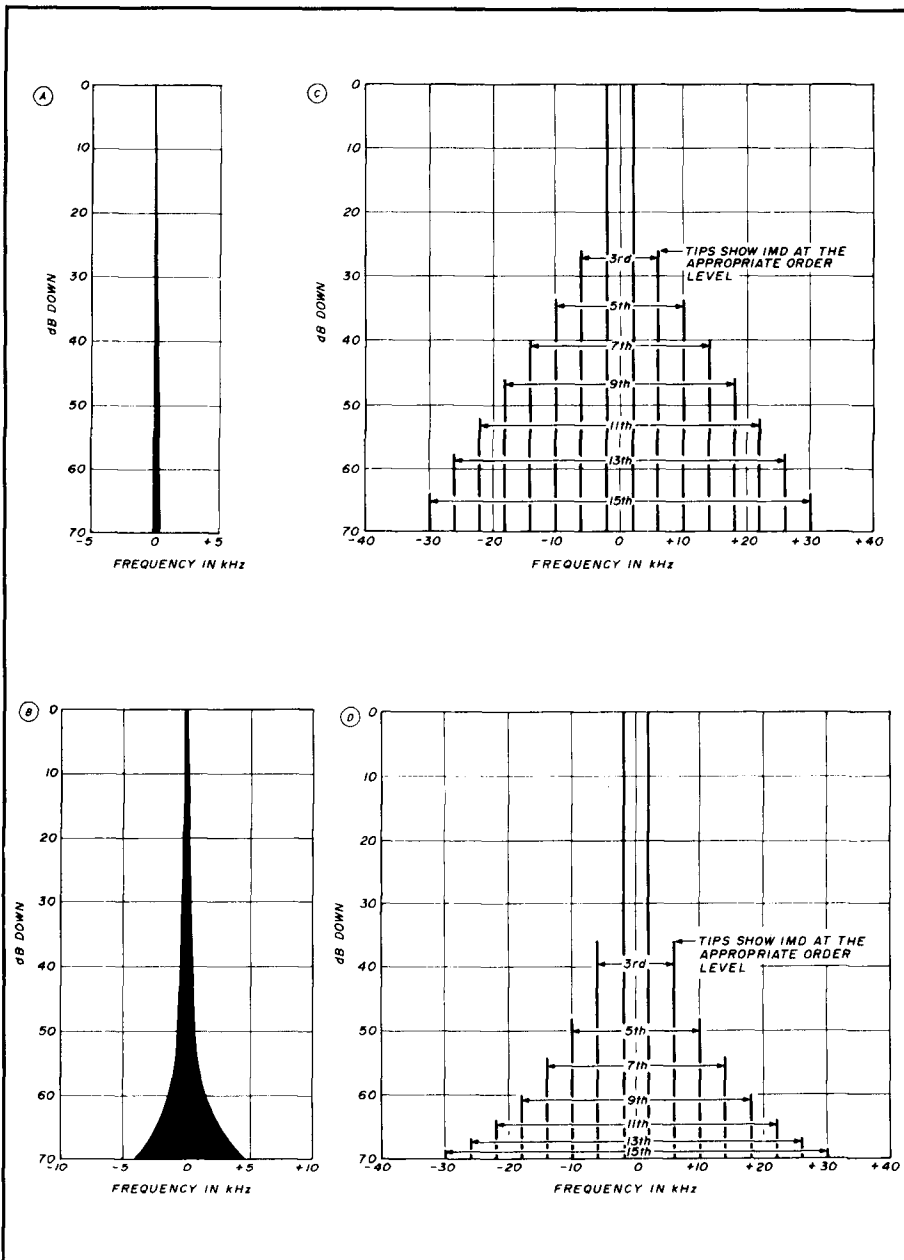 A
0
10
20
30
40
50
60
70
dB DOWN
-5 0 +5
FREQUENCY IN kHz
C
0
10
20
30
40
50
60
70
dB DOWN
TIPS SHOW IMD AT THE
APPROPRIATE ORDER
LEVEL
3rd
5th
7th
9th
11th
13th
15th
-40 -30 -20 -10 0 +10 +20 +30 +40
FREQUENCY IN kHz
B
0
10
20
30
40
50
60
70
dB DOWN
-10 -5 0 +5 +10
FREQUENCY IN kHz
D
0
10
20
30
40
50
60
70
dB DOWN
TIPS SHOW IMD AT THE
APPROPRIATE ORDER
LEVEL
3rd
5th
7th
9th
11th
13th
15th
-40 -30 -20 -10 0 +10 +20 +30 +40
FREQUENCY IN kHz